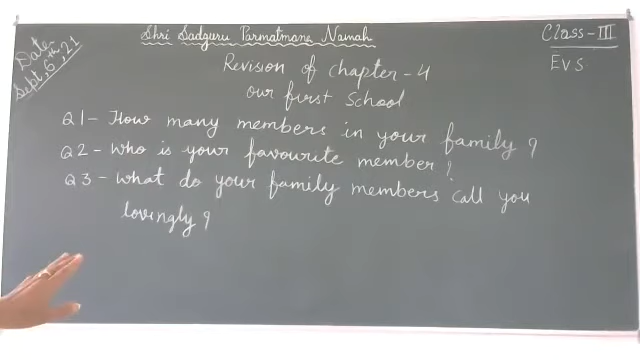 Shri Sadguru Parmatmane Namah
Date
Sept, 6th, 21
Class - III
EVS
Revision of Chapter - 4
Our first School
Q1 - How many members in your family ?
Q2 - Who is your favourite member ?
Q3 - What do your family members call you
lovingly ?